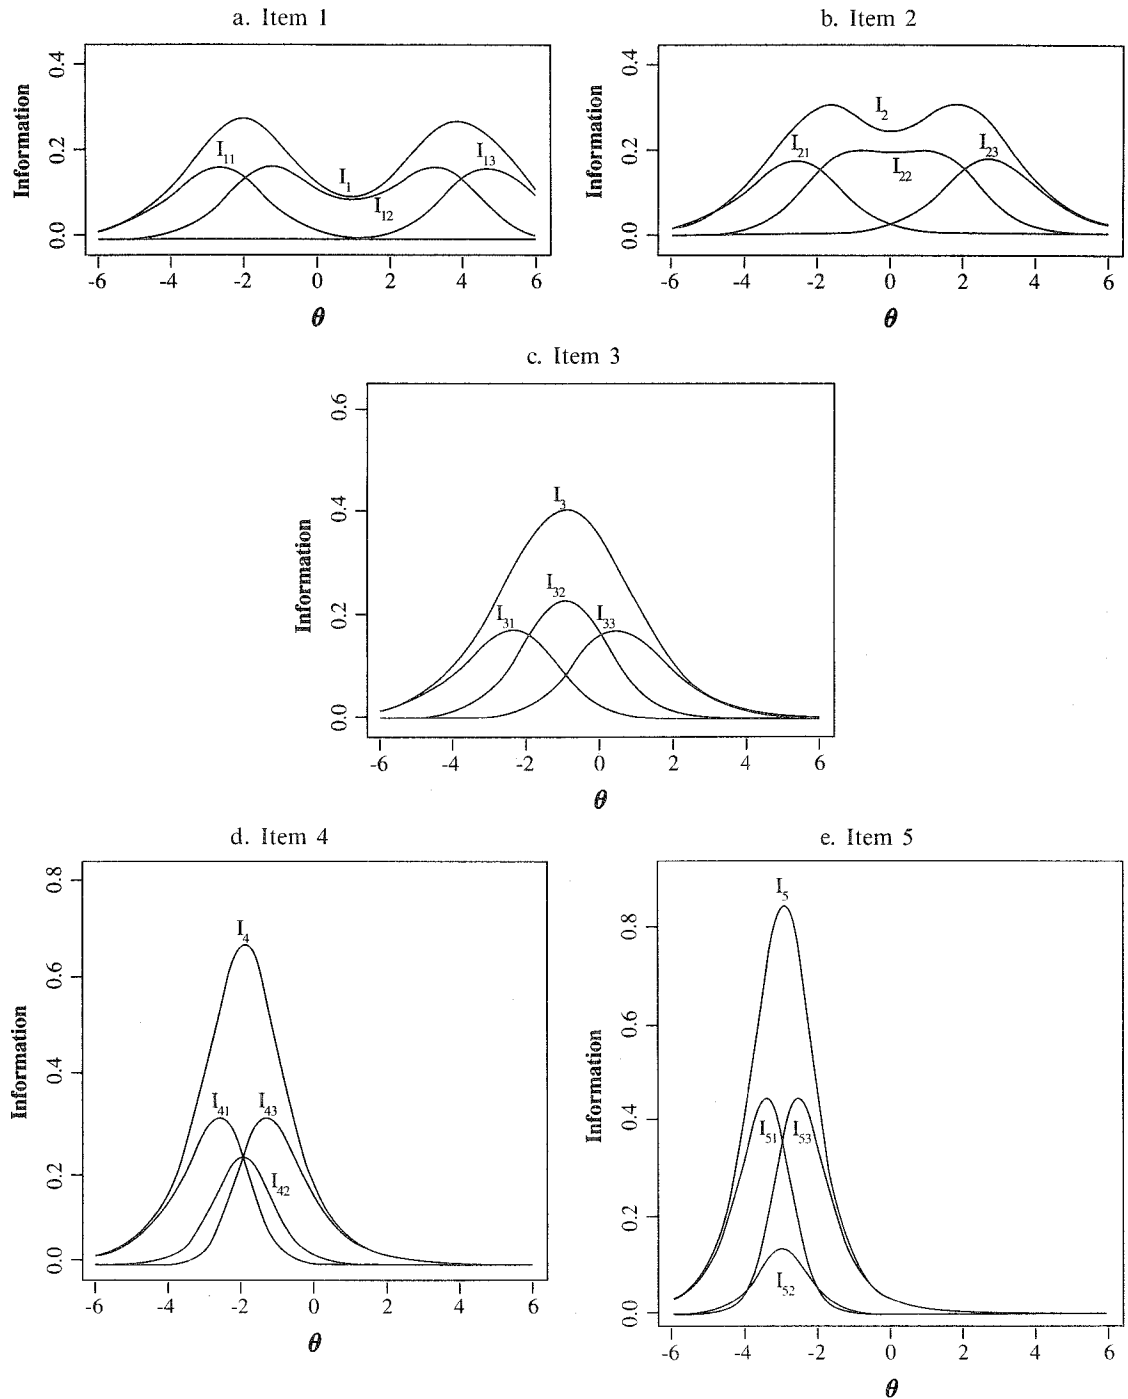 a. Item 1
Information
0.4
0.2
0.0
I11
I1
I12
I13
-6 -4 -2 0 2 4 6
θ
b. Item 2
Information
0.4
0.2
0.0
I21
I2
I22
I23
-6 -4 -2 0 2 4 6
θ
c. Item 3
Information
0.6
0.4
0.2
0.0
I3
I32
I31
I33
-6 -4 -2 0 2 4 6
θ
d. Item 4
Information
0.8
0.6
0.4
0.2
0.0
I4
I41
I43
I42
-6 -4 -2 0 2 4 6
θ
e. Item 5
Information
0.8
0.6
0.4
0.2
0.0
I5
I51
I53
I52
-6 -4 -2 0 2 4 6
θ